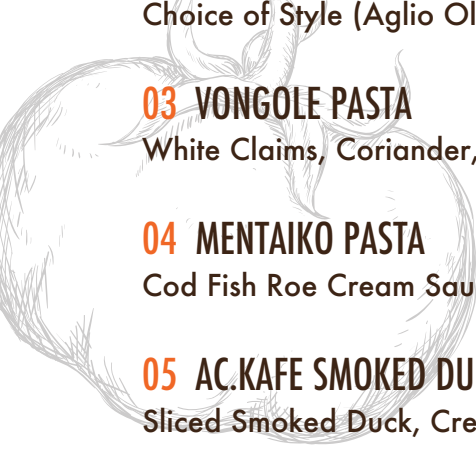 Choice of Style (Aglio Ol
03 VONGOLE PASTA
White Claims, Coriander,
04 MENTAIKO PASTA
Cod Fish Roe Cream Sau
05 AC.KAFE SMOKED DU
Sliced Smoked Duck, Cre